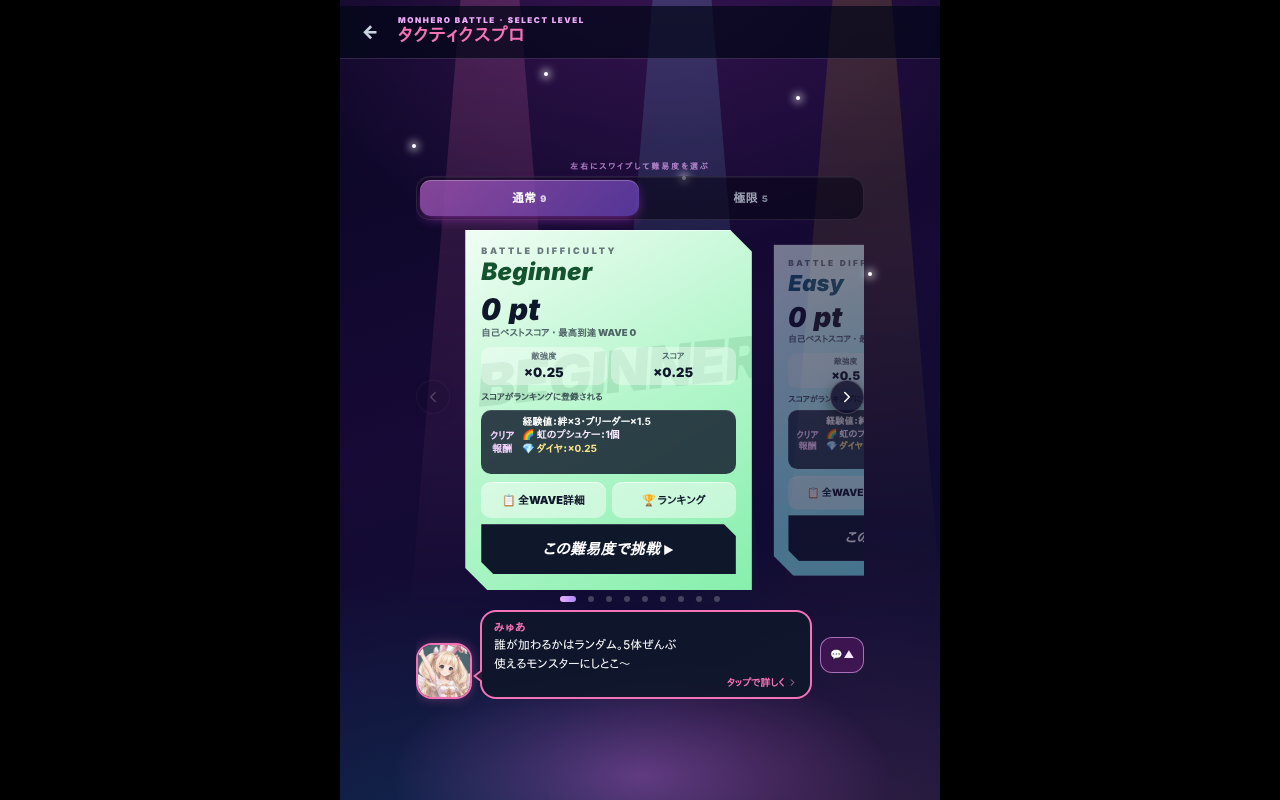 MONHERO BATTLE · SELECT LEVEL
タクティクスプロ
左右にスワイプして難易度を選ぶ
通常 9
極限 5
BATTLE DIFFICULTY
Beginner
0 pt
自己ベストスコア・最高到達 WAVE 0
BEGINNER
敵強度
×0.25
スコア
×0.25
スコアがランキングに登録される
クリア
報酬
経験値：絆×3・ブリーダー×1.5
🌈 虹のプシュケー：1個
💎 ダイヤ：×0.25
📋 全WAVE詳細
🏆 ランキング
この難易度で挑戦 ▶
BATTLE DIFF
Easy
0 pt
自己ベストスコア・最
敵強度
×0.5
スコアがラン
クリア
報酬
経験値：絆
🌈 虹のプ
💎 ダイヤ
📋 全WAVE
この
みゅあ
誰が加わるかはランダム。5体ぜんぶ
使えるモンスターにしとこ〜
タップで詳しく ›
💬▲